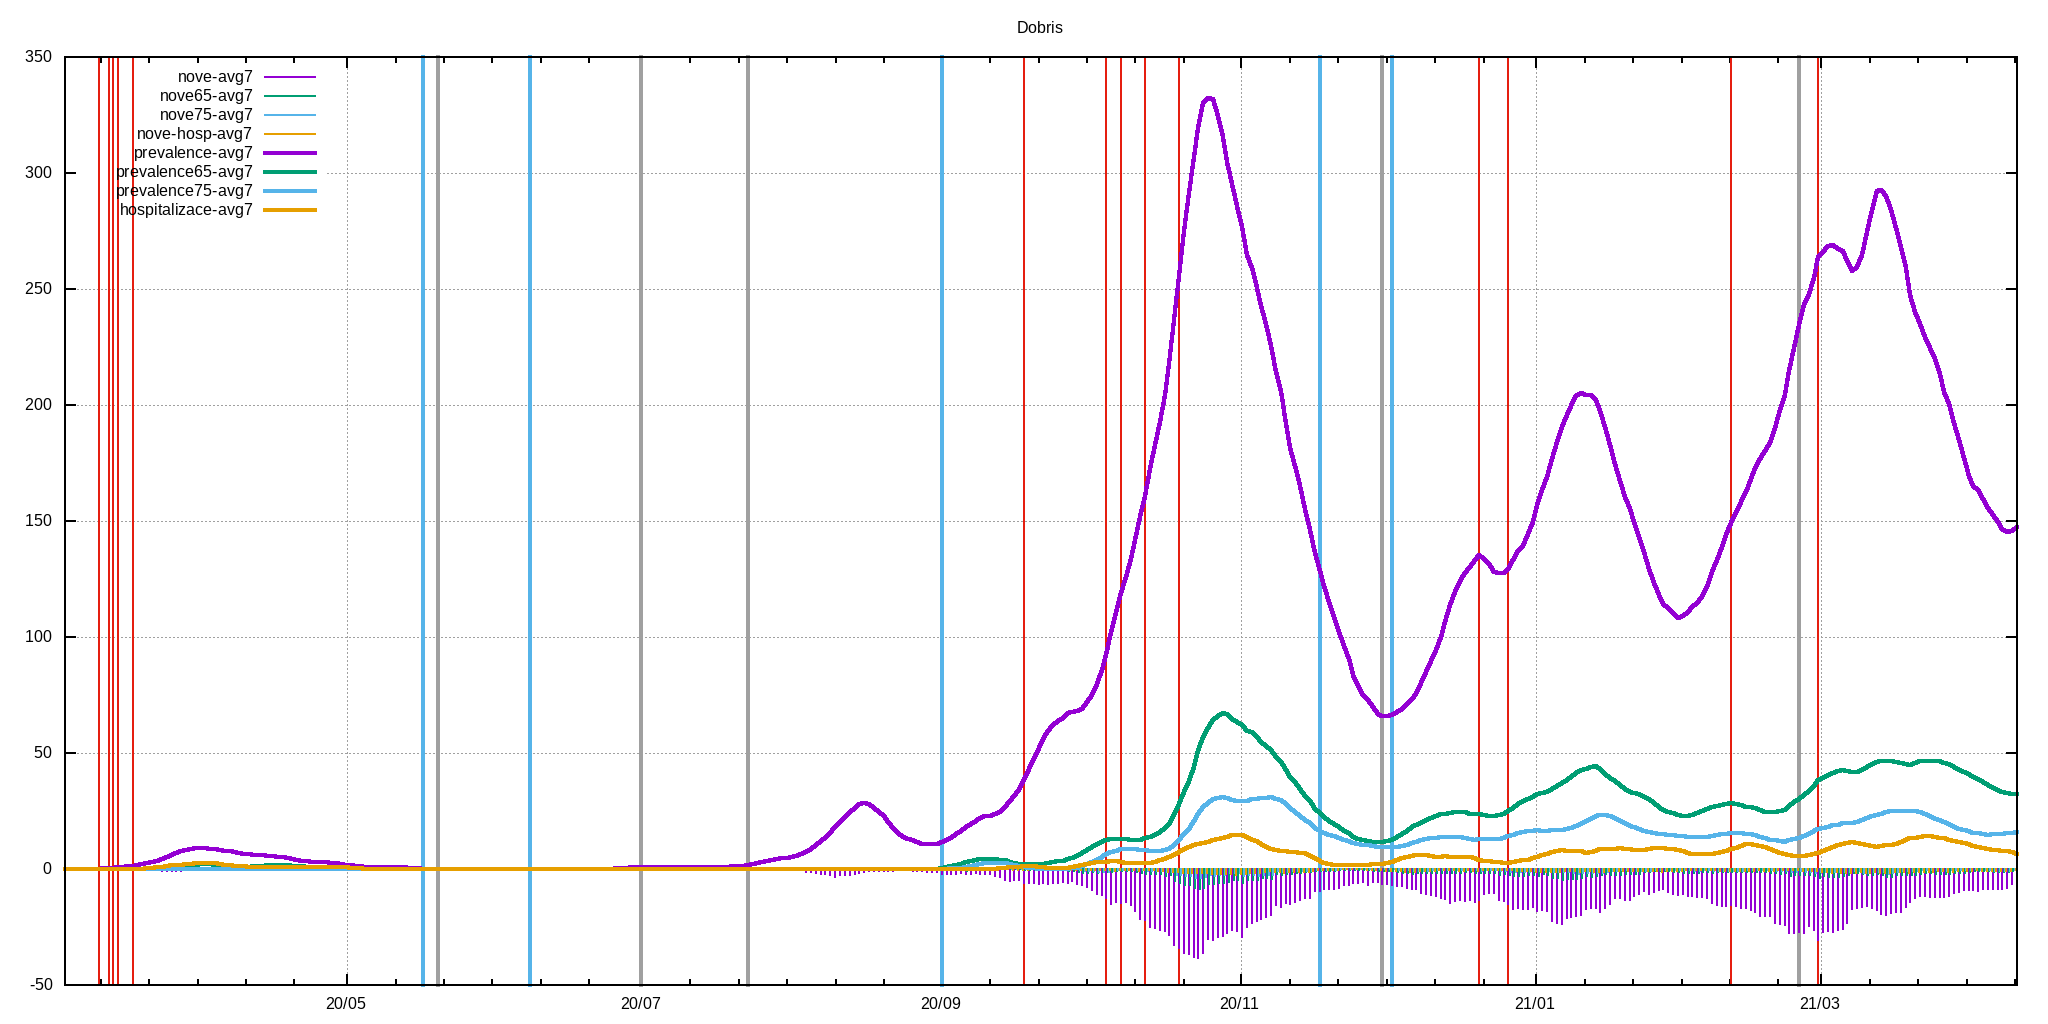 Dobris
350
300
250
200
150
100
50
0
-50
nove-avg7
nove65-avg7
nove75-avg7
nove-hosp-avg7
prevalence-avg7
prevalence65-avg7
prevalence75-avg7
hospitalizace-avg7
20/05 20/07 20/09 20/11 21/01 21/03